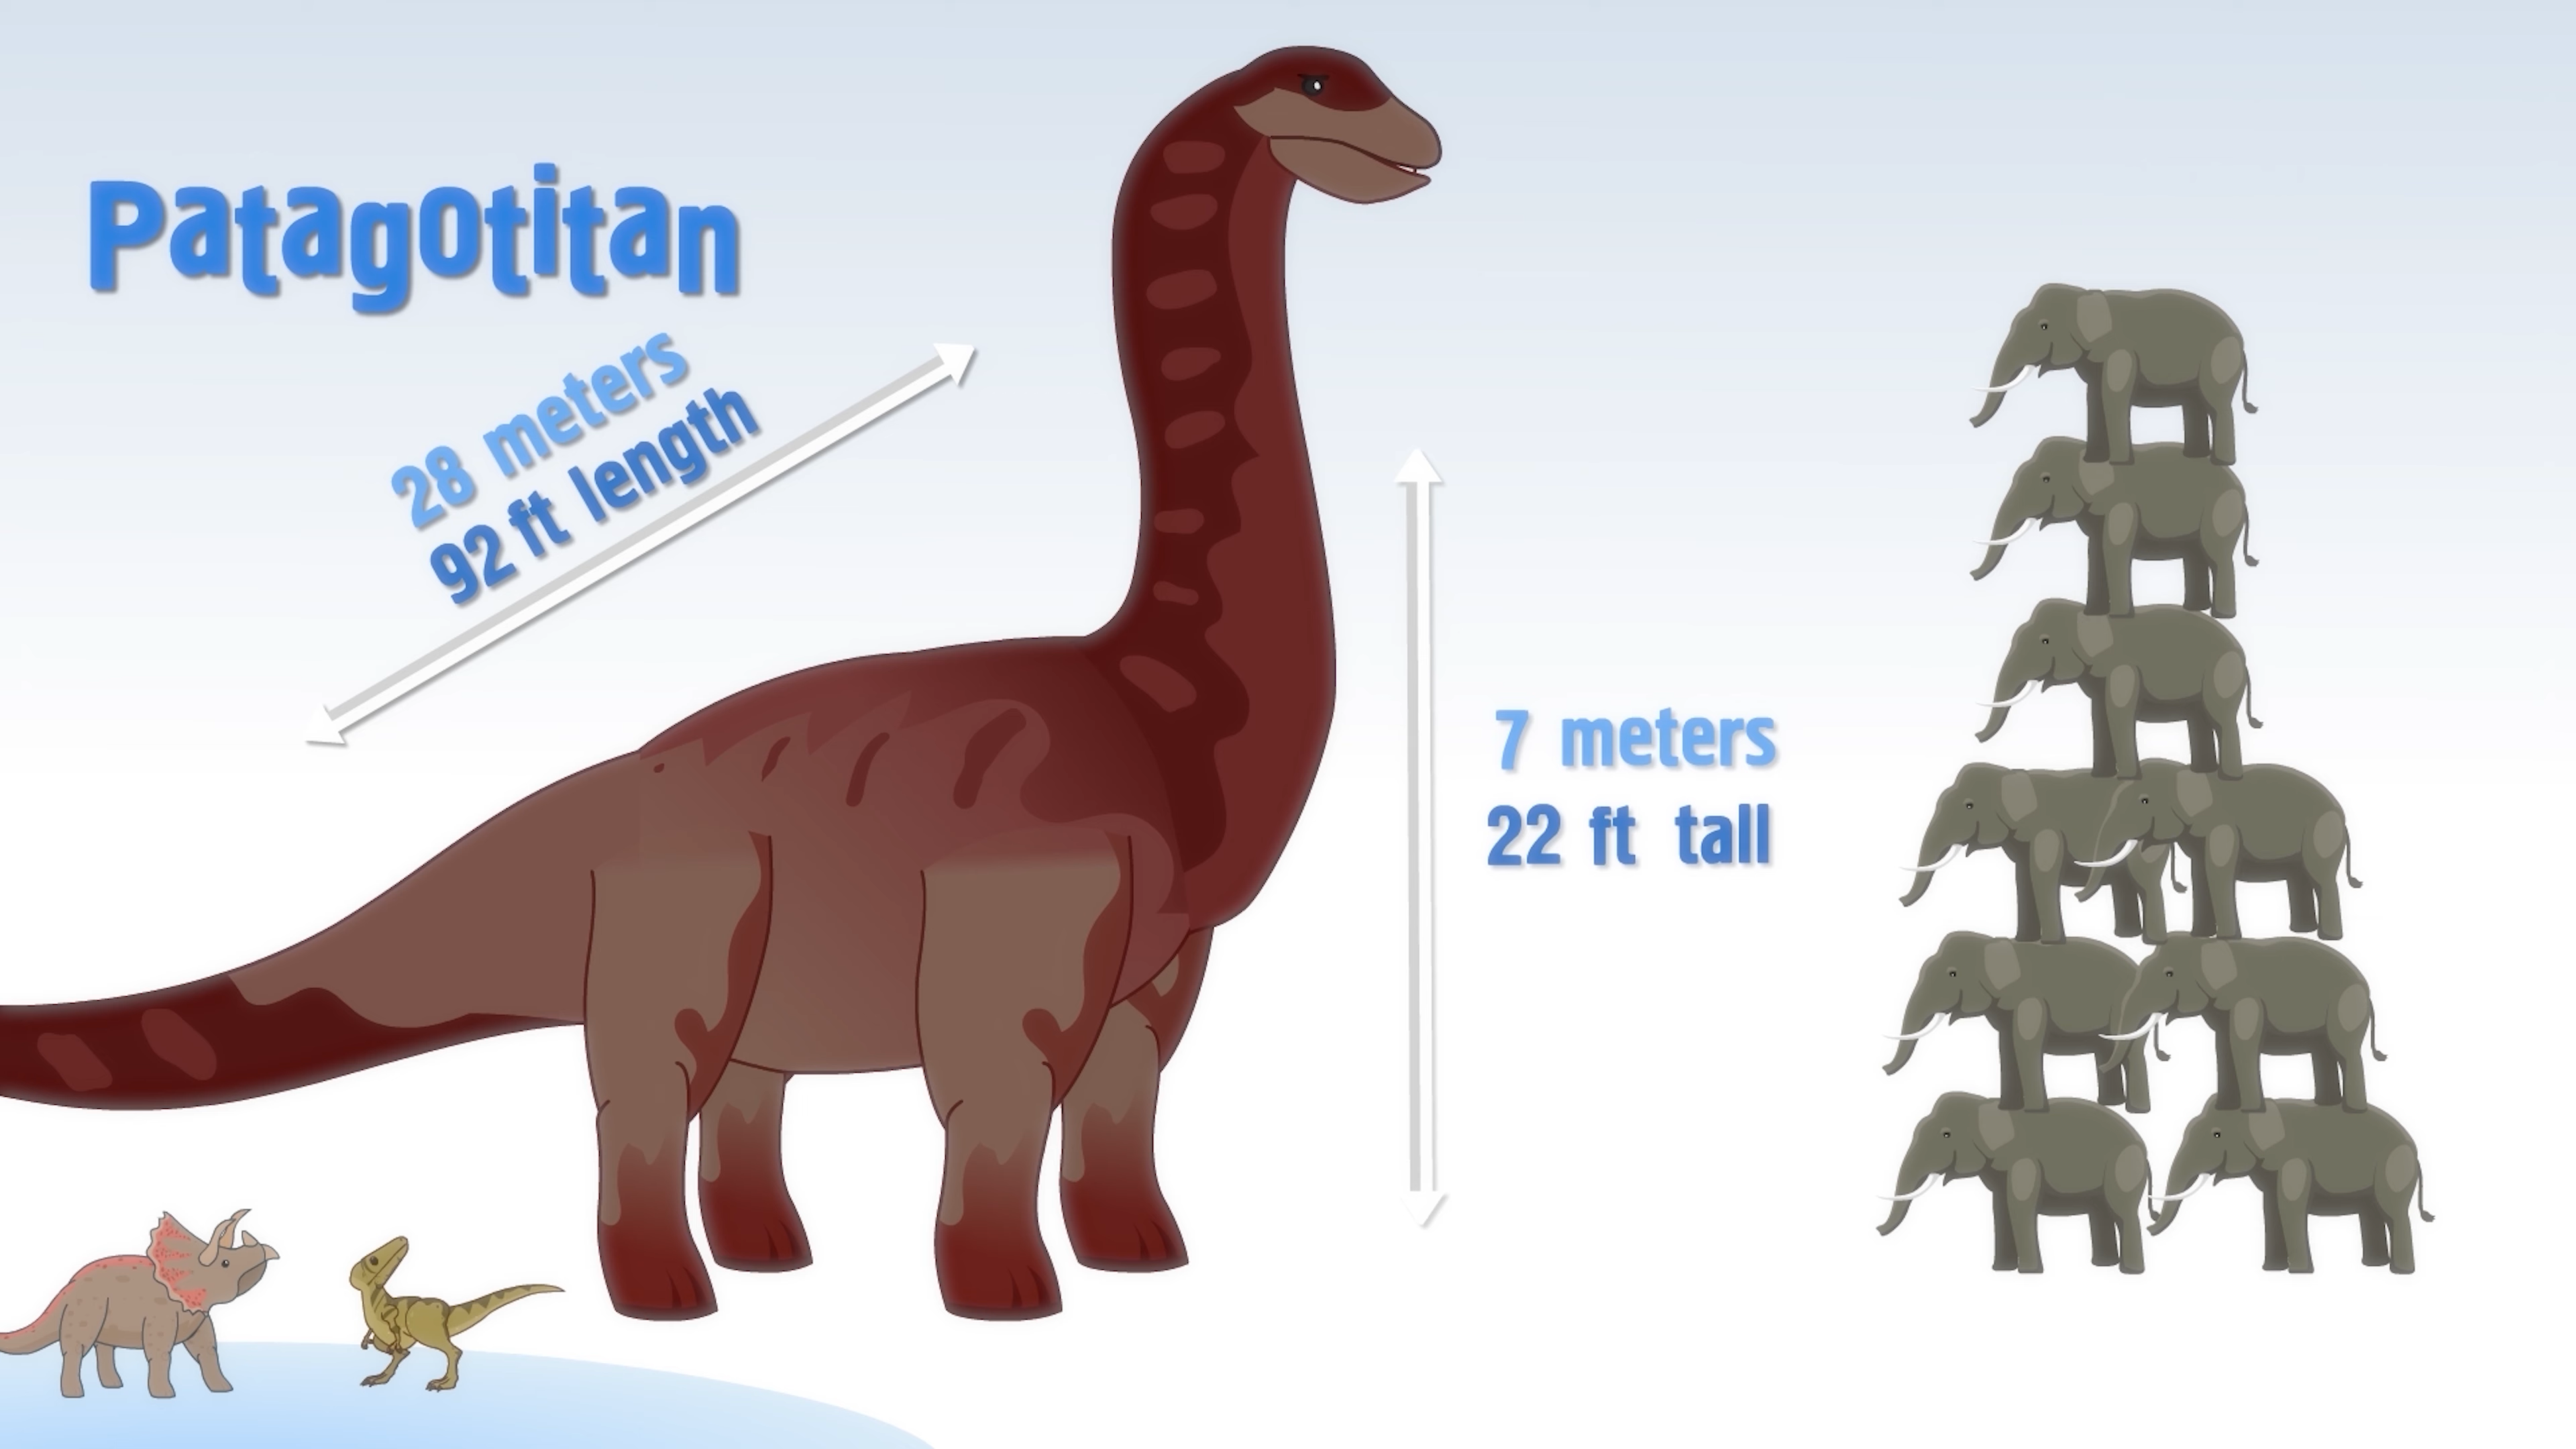 Patagotitan
28 meters
92 ft length
7 meters
22 ft tall